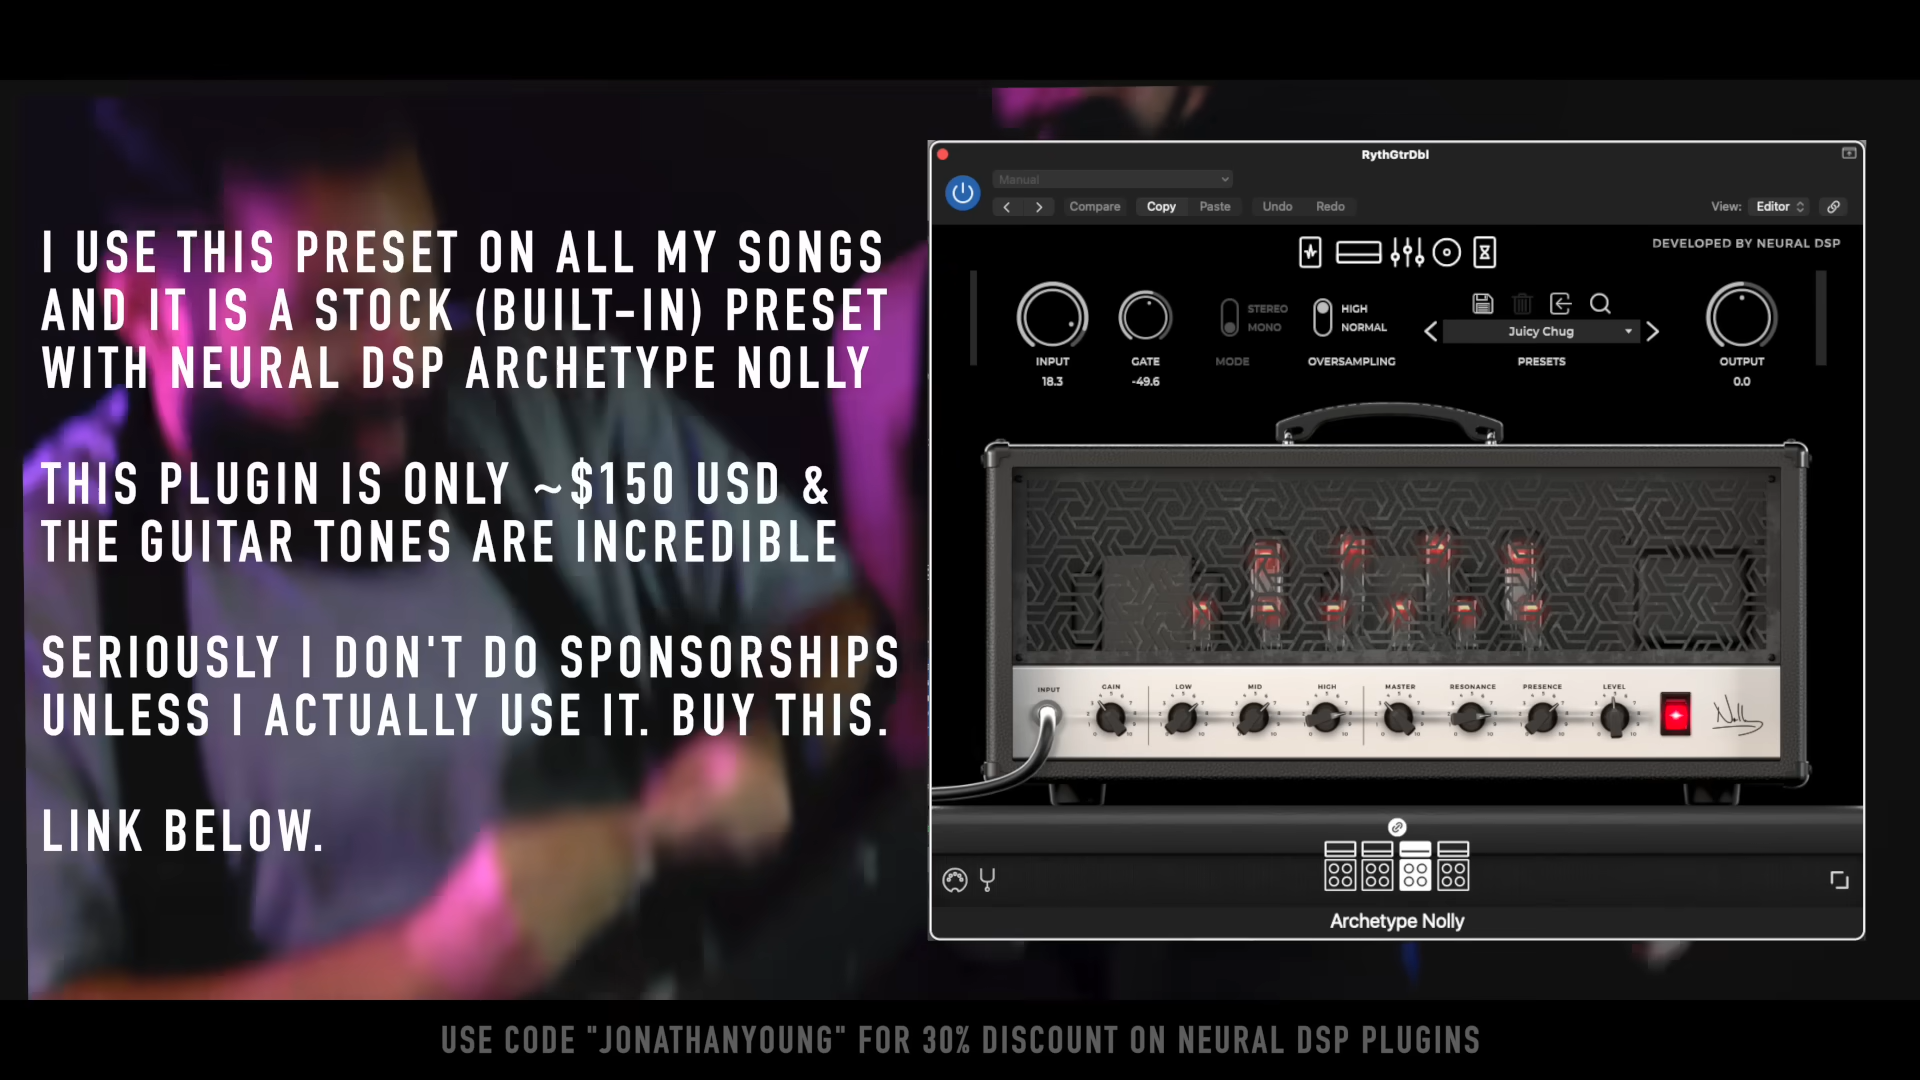 I USE THIS PRESET ON ALL MY SONGS
AND IT IS A STOCK (BUILT-IN) PRESET
WITH NEURAL DSP ARCHETYPE NOLLY
THIS PLUGIN IS ONLY ~$150 USD &
THE GUITAR TONES ARE INCREDIBLE
SERIOUSLY I DON'T DO SPONSORSHIPS
UNLESS I ACTUALLY USE IT. BUY THIS.
LINK BELOW.
RythGtrDbl
Manual
Compare Copy Paste Undo Redo View: Editor
DEVELOPED BY NEURAL DSP
STEREO HIGH
MONO NORMAL Juicy Chug
INPUT GATE MODE OVERSAMPLING PRESETS OUTPUT
18.3 -49.6 0.0
INPUT GAIN LOW MID HIGH MASTER RESONANCE PRESENCE LEVEL
Nolly
Archetype Nolly
USE CODE "JONATHANYOUNG" FOR 30% DISCOUNT ON NEURAL DSP PLUGINS